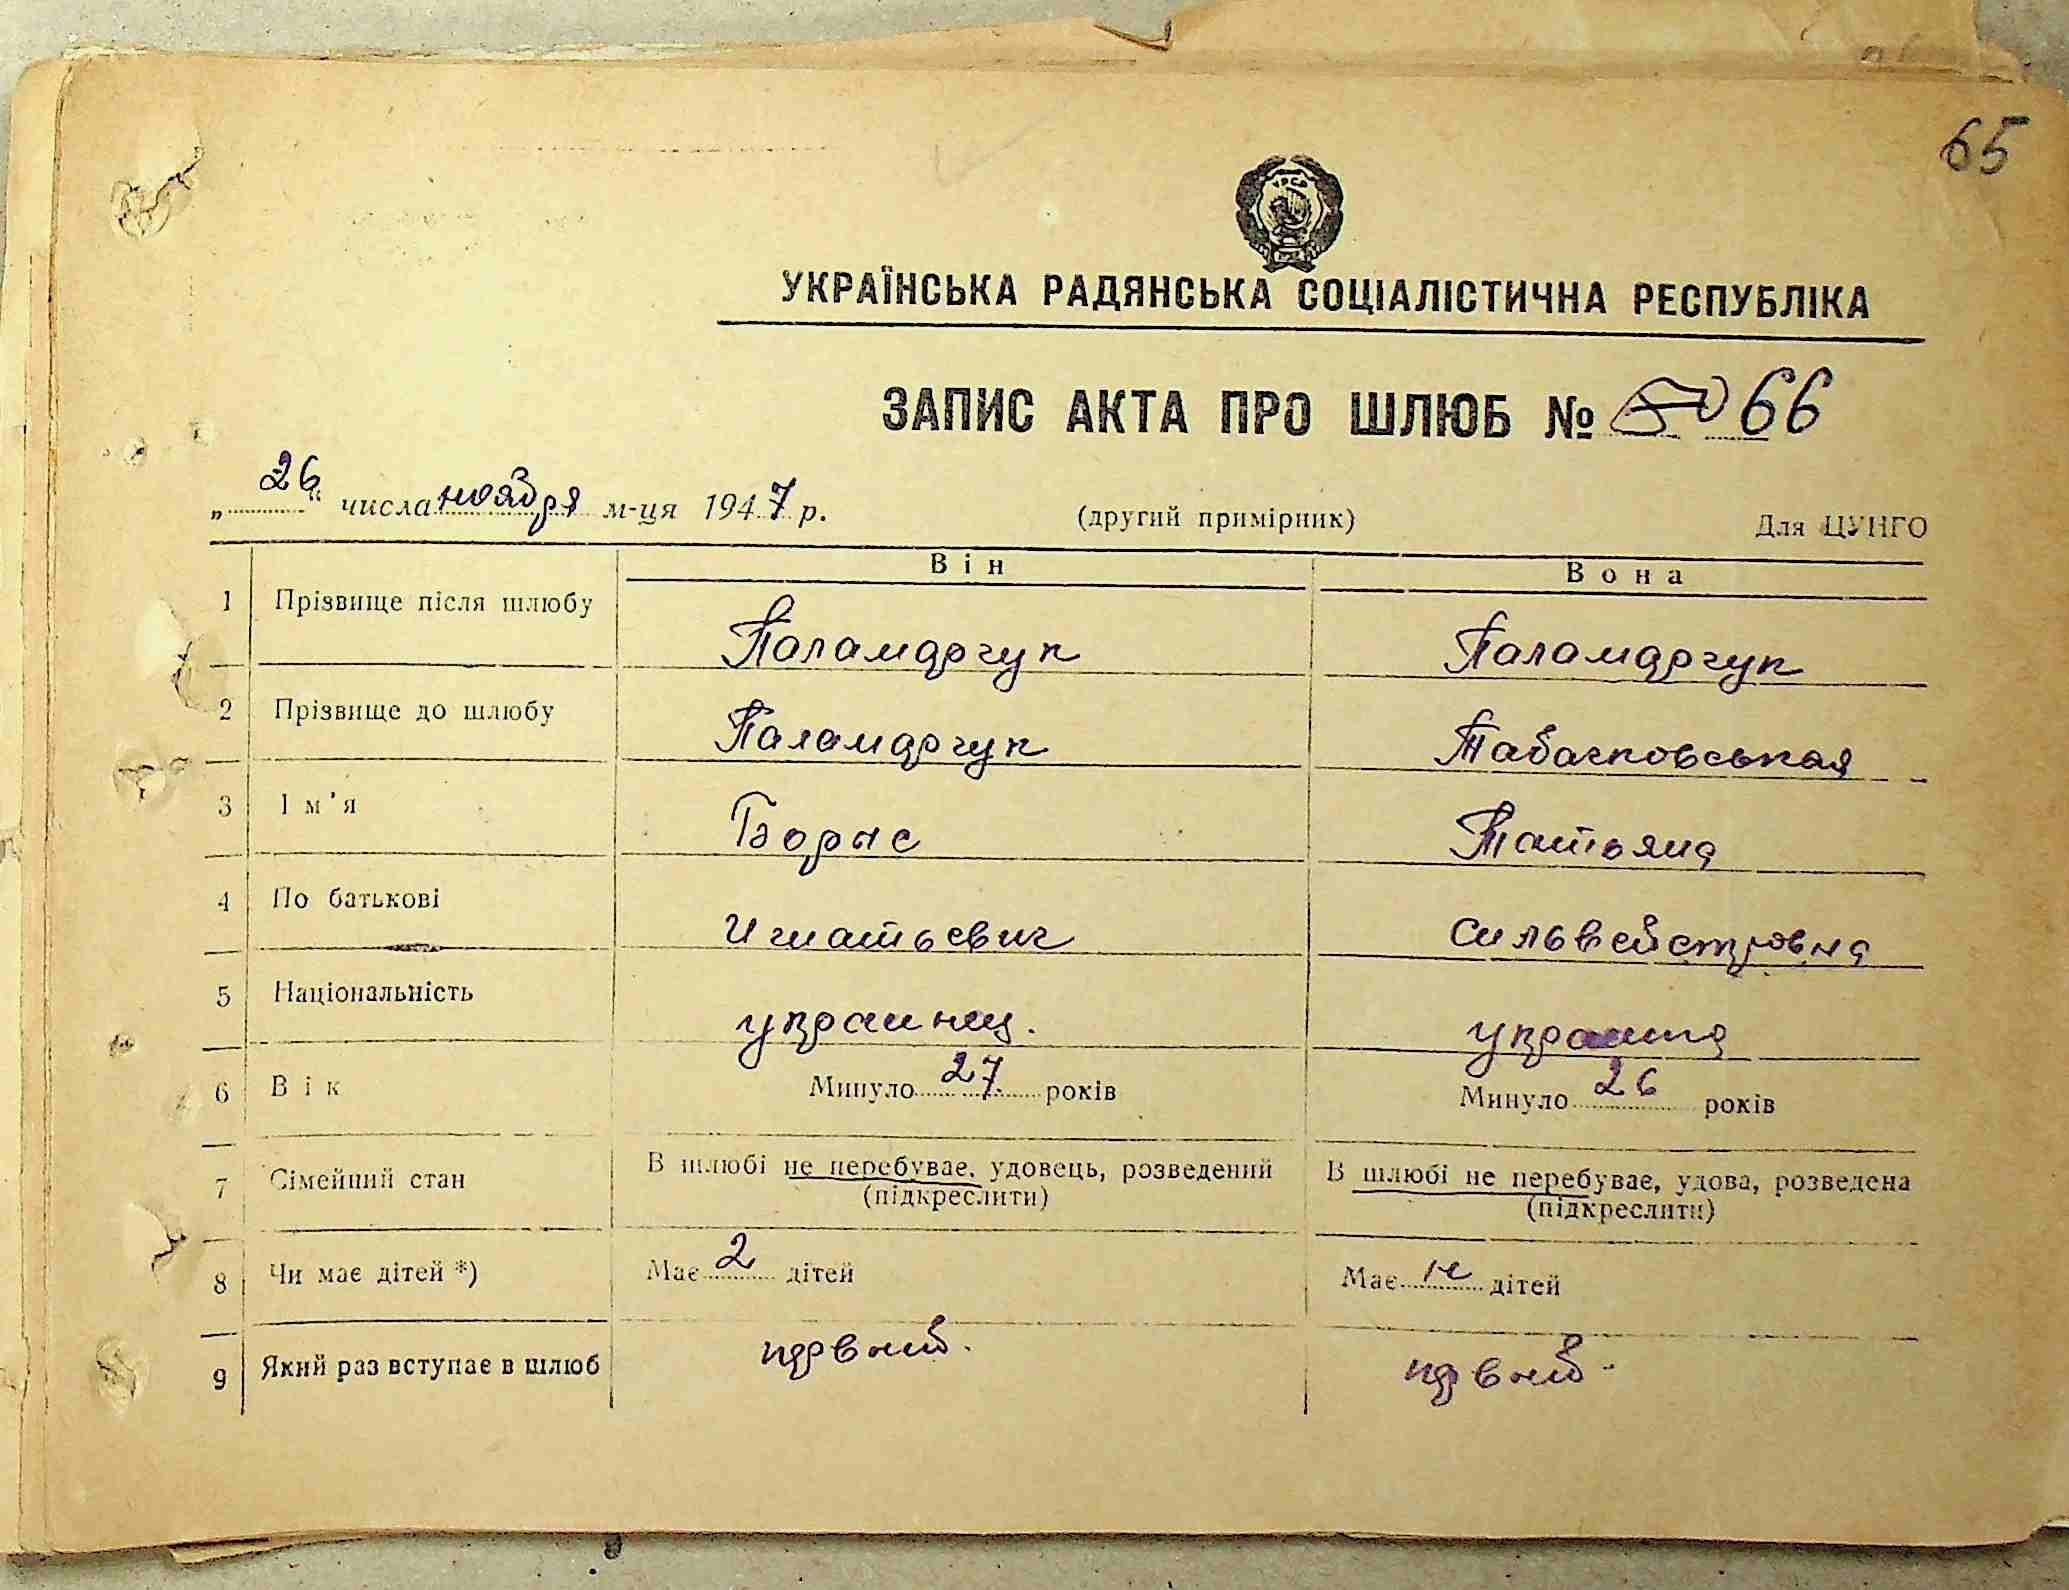 65
УКРАЇНСЬКА РАДЯНСЬКА СОЦІАЛІСТИЧНА РЕСПУБЛІКА
ЗАПИС АКТА ПРО ШЛЮБ № 66
„26“ числа ноября м-ця 1947 р. (другий примірник) Для ЦУНГО
Він Вона
1 Прізвище після шлюбу Паламарчук Паламарчук
2 Прізвище до шлюбу Паламарчук Табачковськая
3 Ім'я Борыс Татьяна
4 По батькові Игнатьевич Сильвейстровна
5 Національність украинец. украинка
6 Вік Минуло 27 років Минуло 26 років
7 Сімейний стан В шлюбі не перебуває, удовець, розведений В шлюбі не перебуває, удова, розведена
(підкреслити) (підкреслити)
8 Чи має дітей *) Має 2 дітей Має дітей
9 Який раз вступає в шлюб первый. первый.